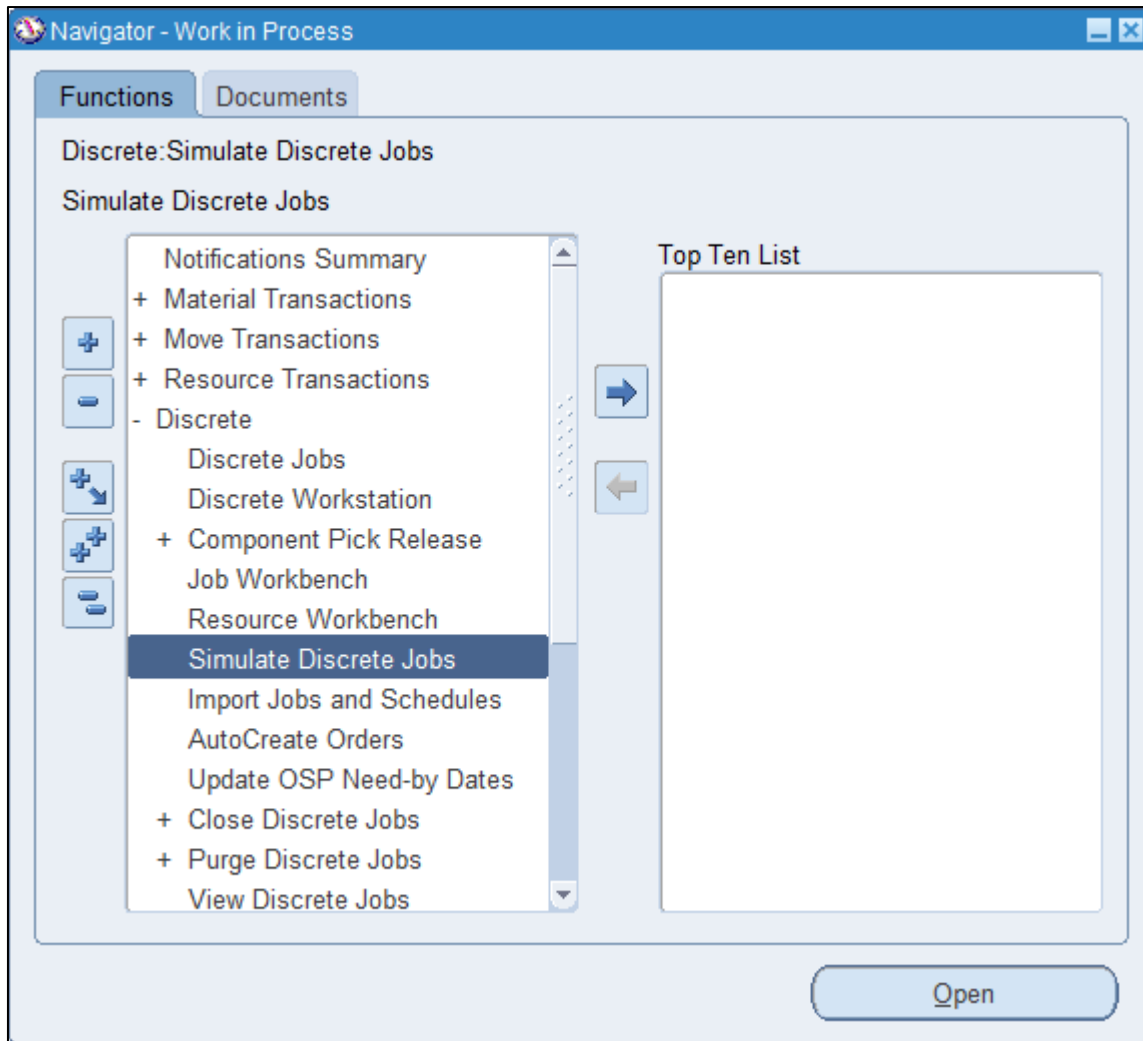 Navigator - Work in Process
Functions Documents
Discrete:Simulate Discrete Jobs
Simulate Discrete Jobs
Top Ten List
Notifications Summary
+ Material Transactions
+ Move Transactions
+ Resource Transactions
- Discrete
Discrete Jobs
Discrete Workstation
+ Component Pick Release
Job Workbench
Resource Workbench
Simulate Discrete Jobs
Import Jobs and Schedules
AutoCreate Orders
Update OSP Need-by Dates
+ Close Discrete Jobs
+ Purge Discrete Jobs
View Discrete Jobs
Open